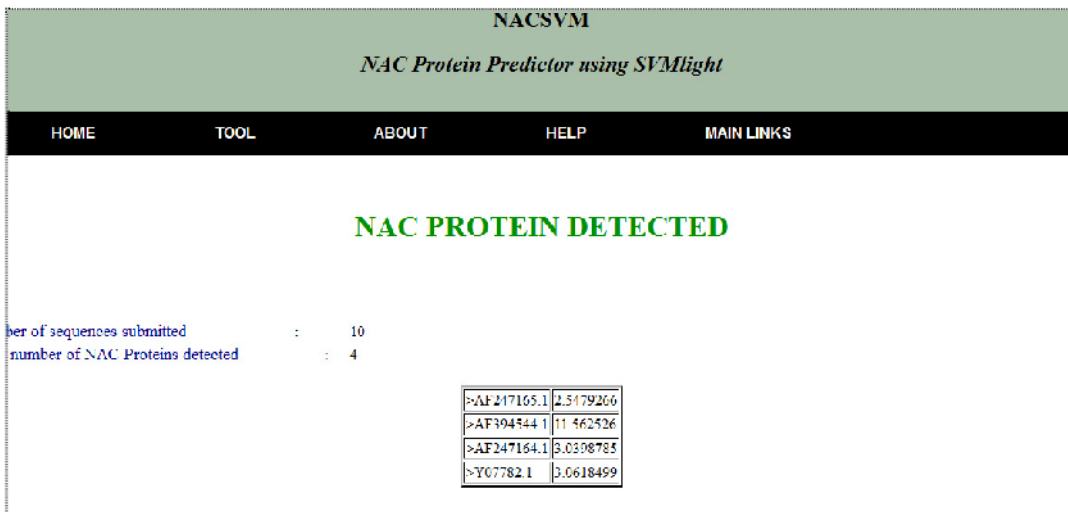 NACSVM
NAC Protein Predictor using SVMlight
HOME TOOL ABOUT HELP MAIN LINKS
NAC PROTEIN DETECTED
ber of sequences submitted : 10
number of NAC Proteins detected : 4
>AF247165.1 2.5479266
>AF394544.1 11.562526
>AF247164.1 3.0398785
>Y07782.1 3.0618499